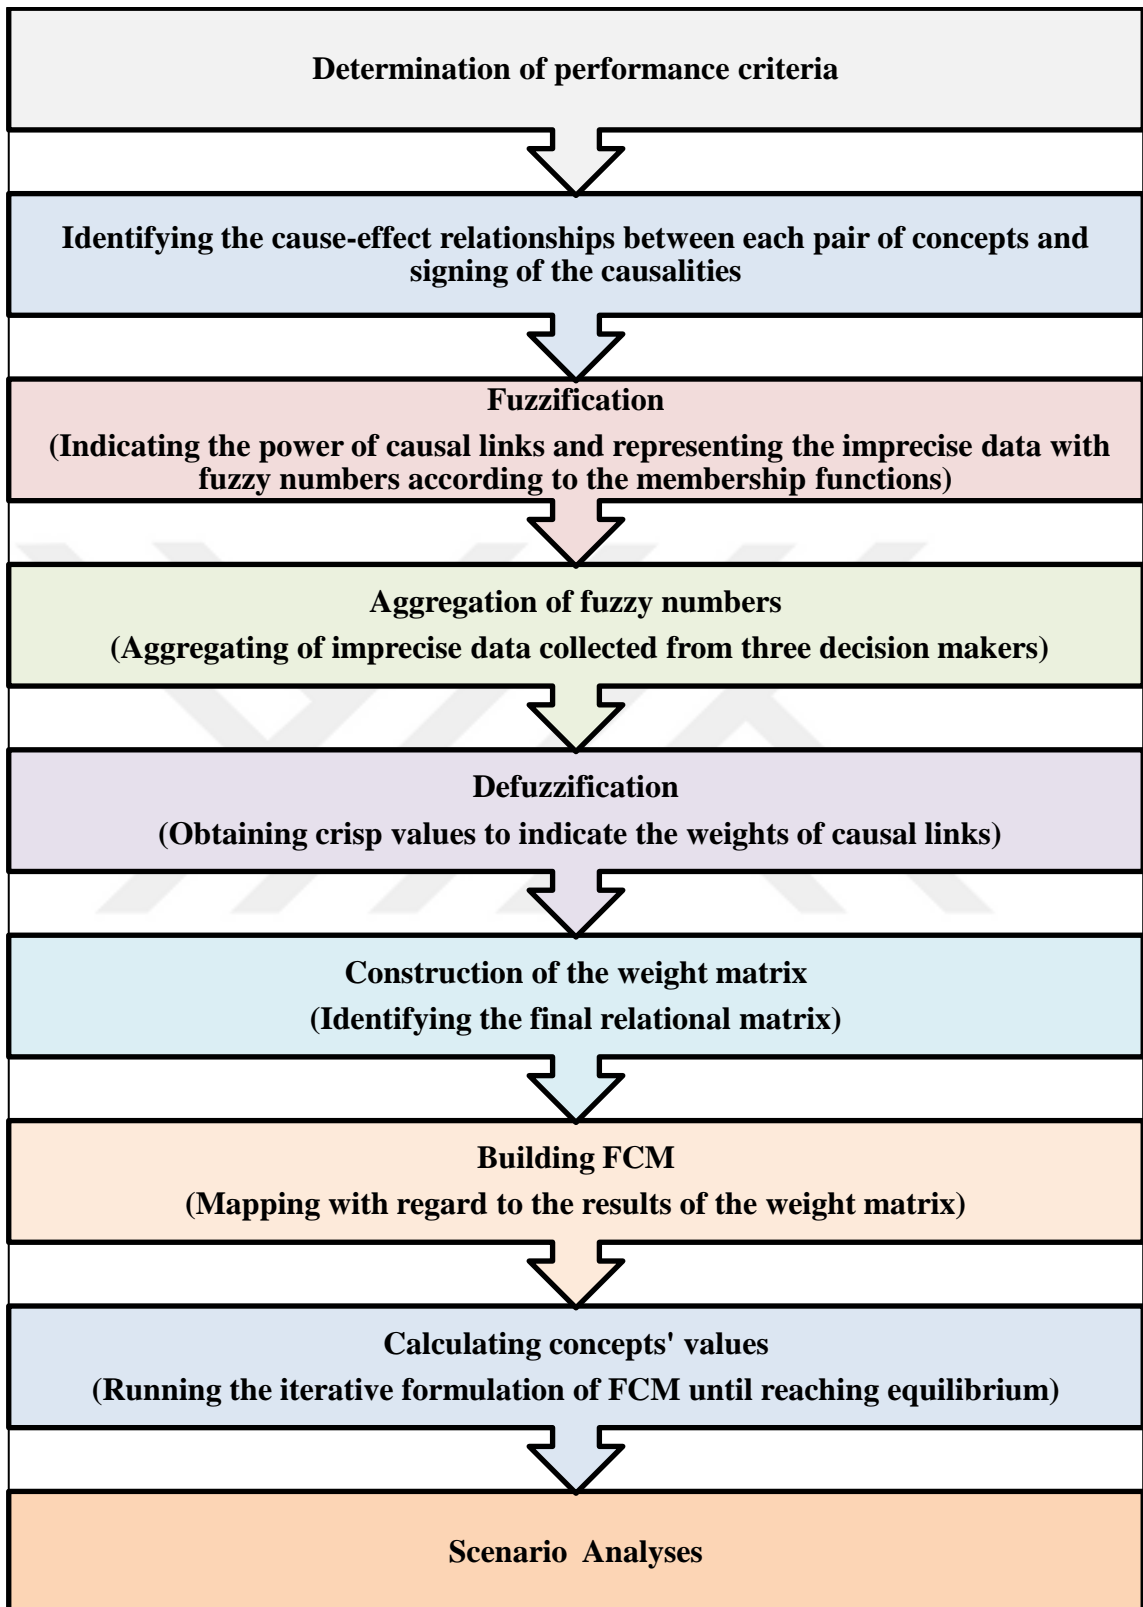 Determination of performance criteria
Identifying the cause-effect relationships between each pair of concepts and
signing of the causalities
Fuzzification
(Indicating the power of causal links and representing the imprecise data with
fuzzy numbers according to the membership functions)
Aggregation of fuzzy numbers
(Aggregating of imprecise data collected from three decision makers)
Defuzzification
(Obtaining crisp values to indicate the weights of causal links)
Construction of the weight matrix
(Identifying the final relational matrix)
Building FCM
(Mapping with regard to the results of the weight matrix)
Calculating concepts' values
(Running the iterative formulation of FCM until reaching equilibrium)
Scenario Analyses